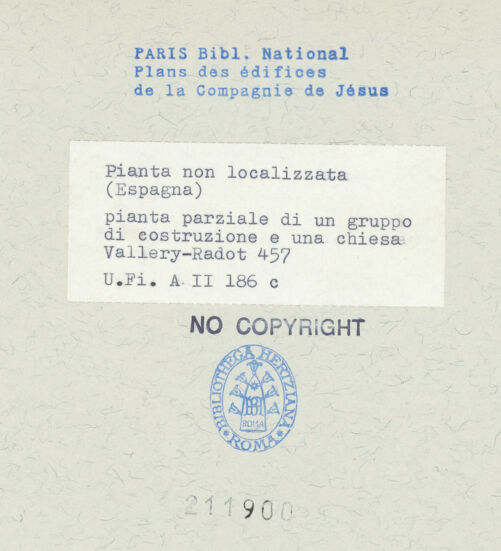 PARIS Bibl. National
Plans des édifices
de la Compagnie de Jésus
Pianta non localizzata
(Espagna)
pianta parziale di un gruppo
di costruzione e una chiesa
Vallery-Radot 457
U.Fi. A II 186 c
NO COPYRIGHT
BIBLIOTHECA HERTZIANA
ROMA
ROMA
211900